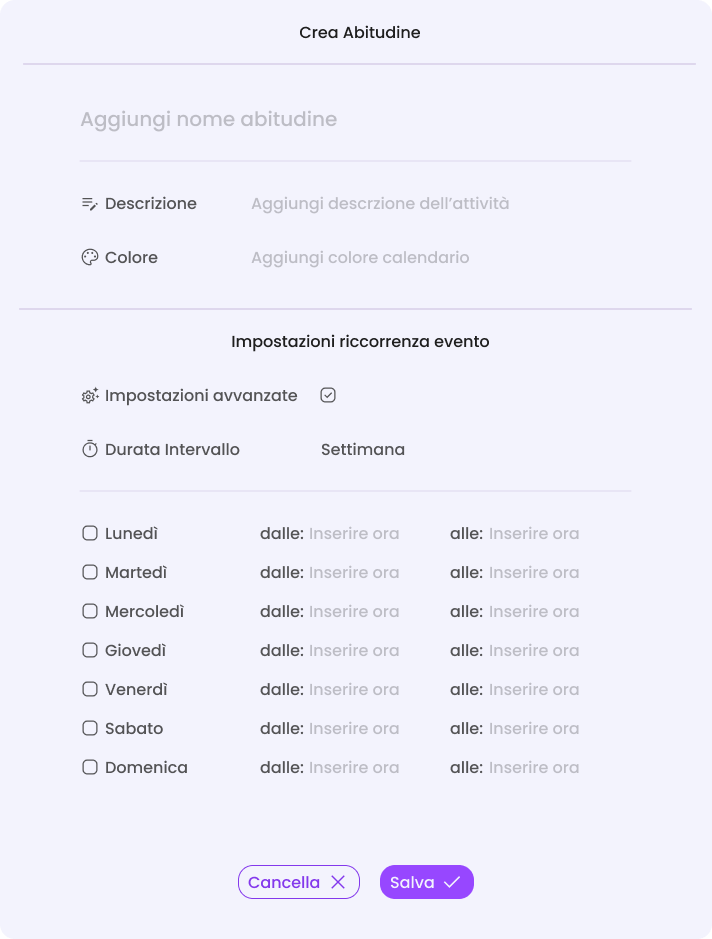 Crea Abitudine
Aggiungi nome abitudine
Descrizione Aggiungi descrzione dell'attività
Colore Aggiungi colore calendario
Impostazioni riccorrenza evento
Impostazioni avvanzate
Durata Intervallo Settimana
Lunedì dalle: Inserire ora alle: Inserire ora
Martedì dalle: Inserire ora alle: Inserire ora
Mercoledì dalle: Inserire ora alle: Inserire ora
Giovedì dalle: Inserire ora alle: Inserire ora
Venerdì dalle: Inserire ora alle: Inserire ora
Sabato dalle: Inserire ora alle: Inserire ora
Domenica dalle: Inserire ora alle: Inserire ora
Cancella Salva